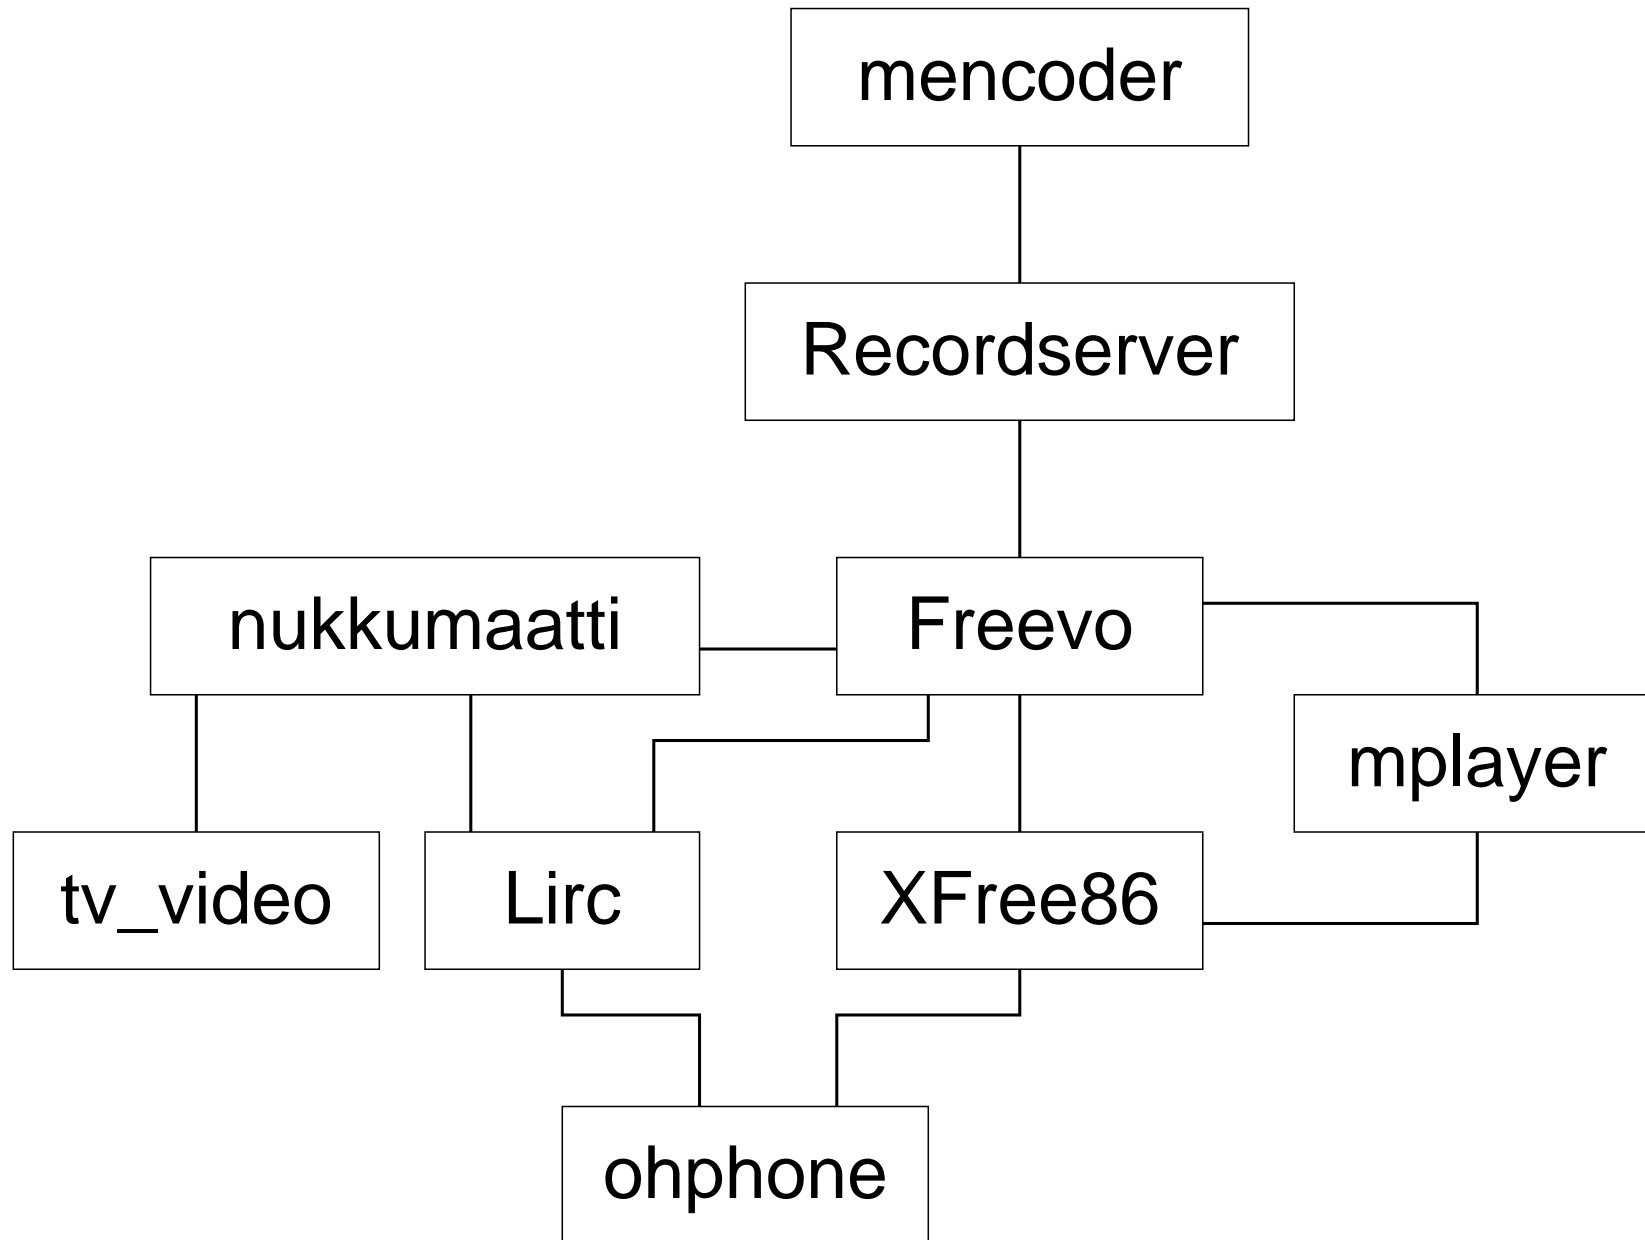 mencoder
Recordserver
nukkumaatti
Freevo
mplayer
tv_video
Lirc
XFree86
ohphone